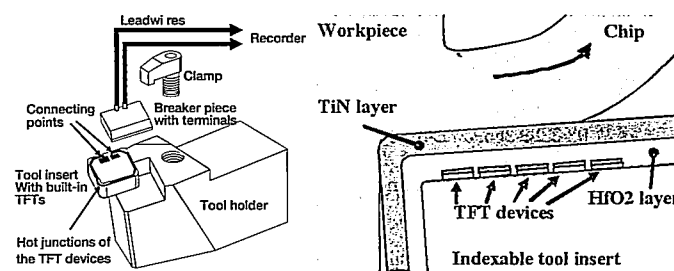 Leadwi res
Recorder
Clamp
Connecting
points
Breaker piece
with terminals
Tool insert
With built-in
TFTs
Tool holder
Hot junctions of
the TFT devices
Workpiece
Chip
TiN layer
TFT devices
HfO2 layer
Indexable tool insert